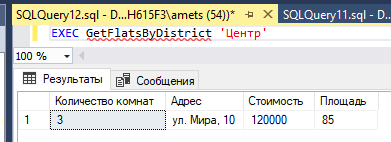 SQLQuery12.sql - D...H615F3\amets (54))* SQLQuery11.sql - D...H
EXEC GetFlatsByDistrict 'Центр'
100 %
Результаты Сообщения
Количество комнат Адрес Стоимость Площадь
1 3 ул. Мира, 10 120000 85